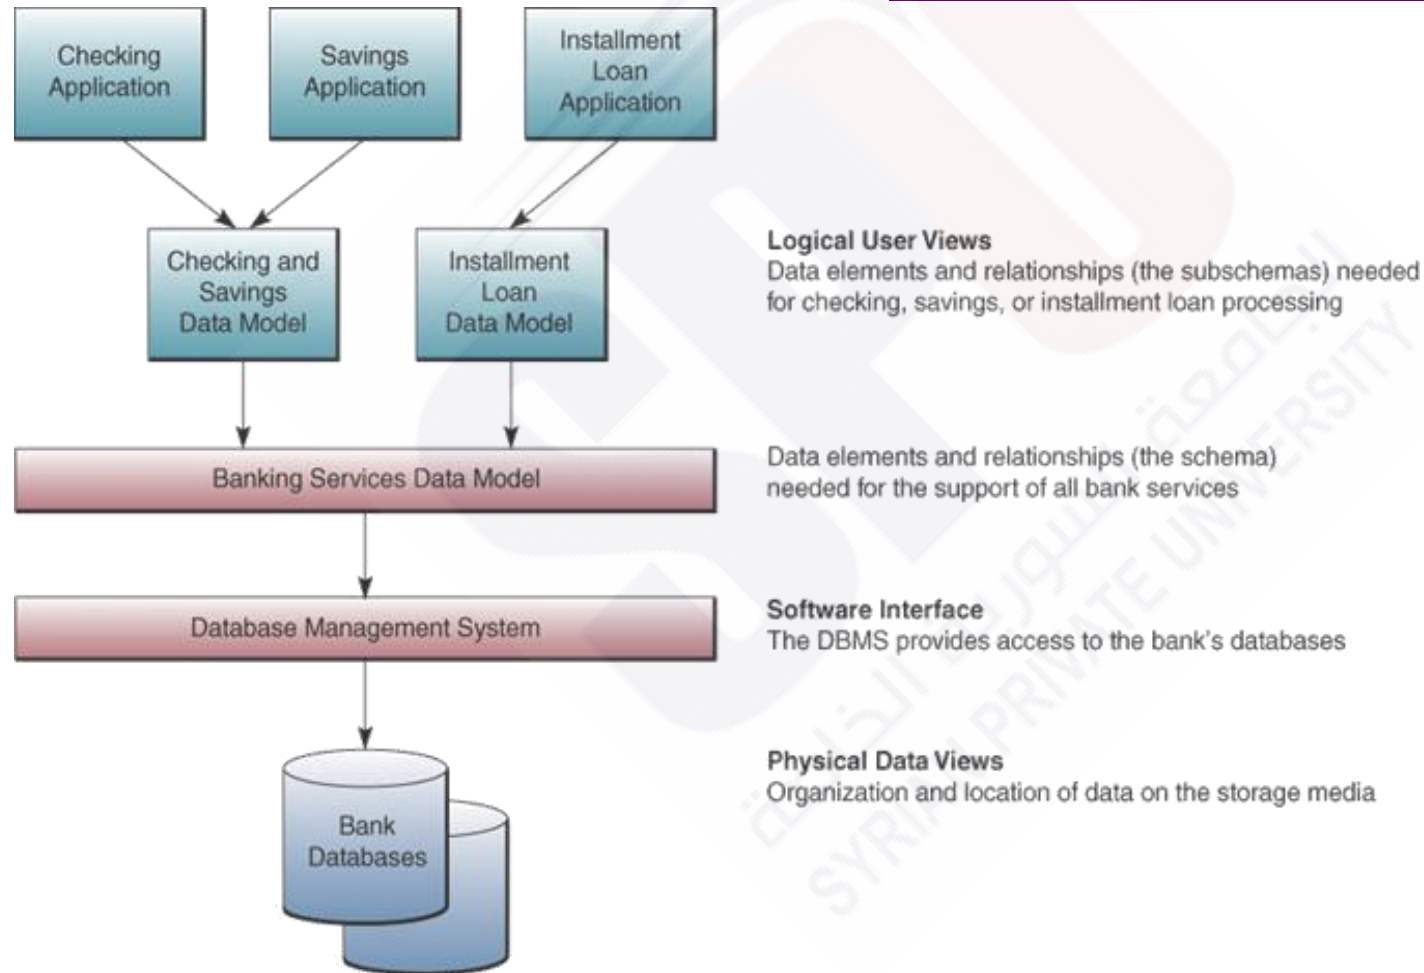 Checking
Application
Savings
Application
Installment
Loan
Application
Checking and
Savings
Data Model
Installment
Loan
Data Model
Logical User Views
Data elements and relationships (the subschemas) needed
for checking, savings, or installment loan processing
Banking Services Data Model
Data elements and relationships (the schema)
needed for the support of all bank services
Database Management System
Software Interface
The DBMS provides access to the bank's databases
Bank
Databases
Physical Data Views
Organization and location of data on the storage media
SPU
الجامعة السورية الخاصة
SYRIAN PRIVATE UNIVERSITY